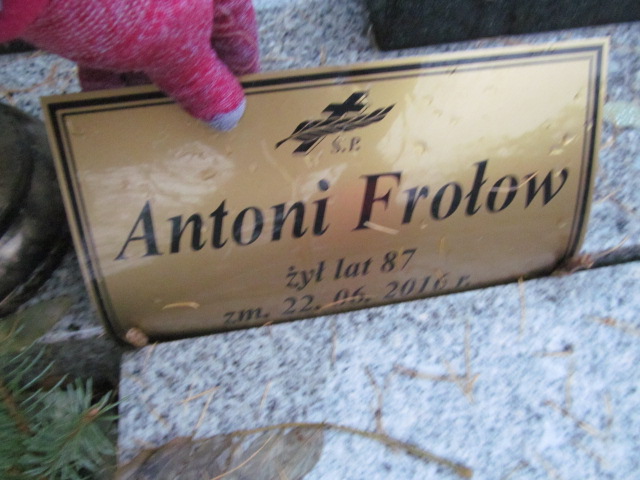 Ś.P.
Antoni Frołow
żył lat 87
zm. 22. 06. 2016 r.